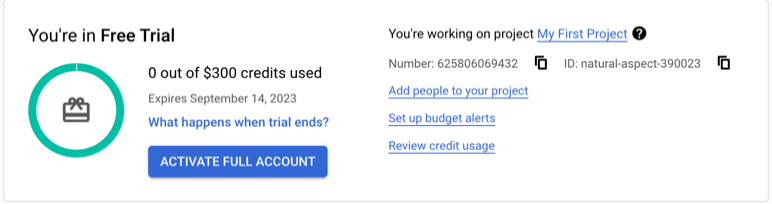 You're in Free Trial
0 out of $300 credits used
Expires September 14, 2023
What happens when trial ends?
ACTIVATE FULL ACCOUNT
You're working on project My First Project ?
Number: 625806069432 ID: natural-aspect-390023
Add people to your project
Set up budget alerts
Review credit usage